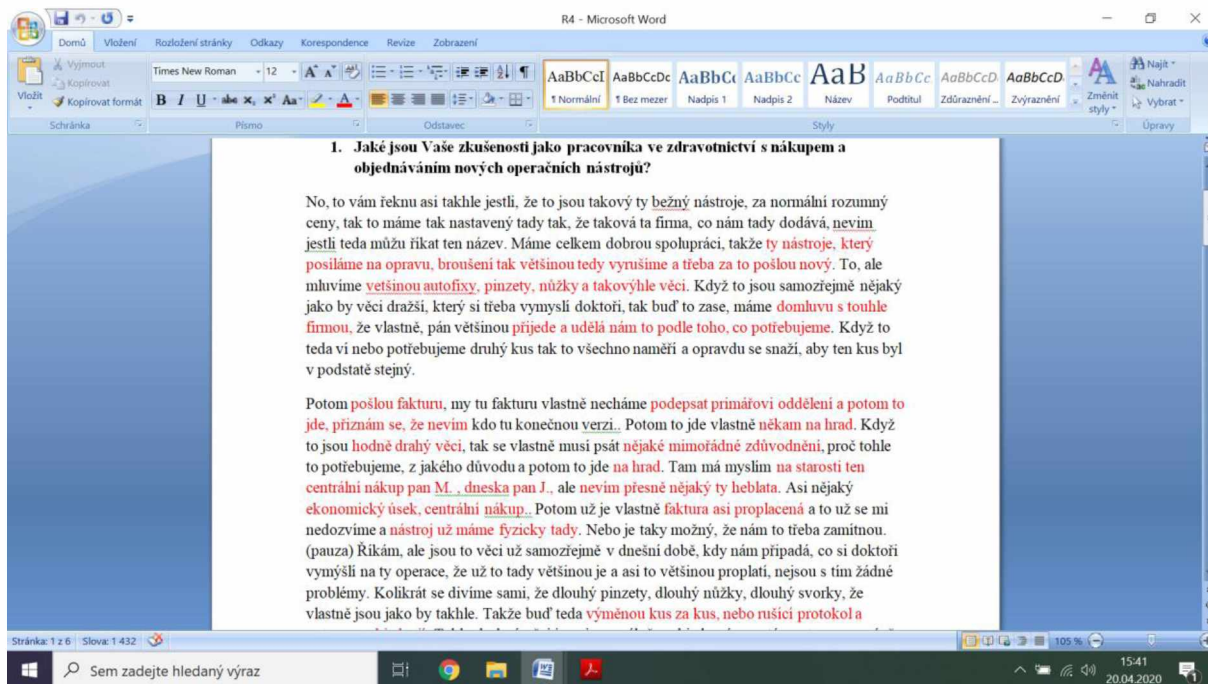 R4 - Microsoft Word
Domů Vložení Rozložení stránky Odkazy Korespondence Revize Zobrazení
Vložit
Vyjmout
Kopírovat
Kopírovat formát
Schránka
Times New Roman 12
Písmo
Odstavec
AaBbCcI AaBbCcDc AaBbCc AaBbCc AaB AaBbCc AaBbCcD AaBbCcD
¶ Normální ¶ Bez mezer Nadpis 1 Nadpis 2 Název Podtitul Zdůraznění ... Zvýraznění
Změnit styly
Styly
Najít
Nahradit
Vybrat
Úpravy
1. Jaké jsou Vaše zkušenosti jako pracovníka ve zdravotnictví s nákupem a
objednáváním nových operačních nástrojů?
No, to vám řeknu asi takhle jestli, že to jsou takový ty bežný nástroje, za normální rozumný
ceny, tak to máme tak nastavený tady tak, že taková ta firma, co nám tady dodává, nevim
jestli teda můžu říkat ten název. Máme celkem dobrou spolupráci, takže ty nástroje, který
posíláme na opravu, broušení tak většinou tedy vyrušíme a třeba za to pošlou nový. To, ale
mluvíme vetšinou autofixy, pinzety, nůžky a takovýhle věci. Když to jsou samozřejmě nějaký
jako by věci dražší, který si třeba vymyslí doktoři, tak buď to zase, máme domluvu s touhle
firmou, že vlastně, pán většinou přijede a udělá nám to podle toho, co potřebujeme. Když to
teda ví nebo potřebujeme druhý kus tak to všechno naměří a opravdu se snaží, aby ten kus byl
v podstatě stejný.
Potom pošlou fakturu, my tu fakturu vlastně necháme podepsat primářovi oddělení a potom to
jde, přiznám se, že nevim kdo tu konečnou verzi.. Potom to jde vlastně někam na hrad. Když
to jsou hodně drahý věci, tak se vlastně musí psát nějaké mimořádné zdůvodnění, proč tohle
to potřebujeme, z jakého důvodu a potom to jde na hrad. Tam má myslim na starosti ten
centrální nákup pan M. , dneska pan J., ale nevim přesně nějaký ty heblata. Asi nějaký
ekonomický úsek, centrální nákup.. Potom už je vlastně faktura asi proplacená a to už se mi
nedozvíme a nástroj už máme fyzicky tady. Nebo je taky možný, že nám to třeba zamítnou.
(pauza) Říkám, ale jsou to věci už samozřejmě v dnešní době, kdy nám připadá, co si doktoři
vymýšlí na ty operace, že už to tady většinou je a asi to většinou proplatí, nejsou s tím žádné
problémy. Kolikrát se divíme sami, že dlouhý pinzety, dlouhý nůžky, dlouhý svorky, že
vlastně jsou jako by takhle. Takže buď teda výměnou kus za kus, nebo rušící protokol a
Stránka: 1 z 6 Slova: 1 432
105 %
Sem zadejte hledaný výraz
15:41
20.04.2020